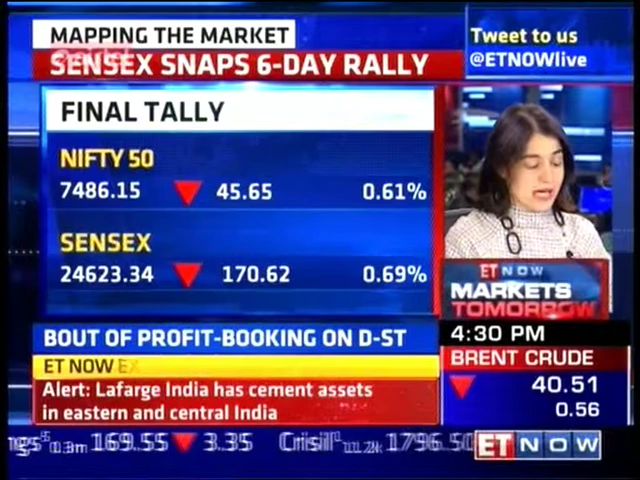 MAPPING THE MARKET
SENSEX SNAPS 6-DAY RALLY
Tweet to us
@ETNOWlive
FINAL TALLY
NIFTY 50
7486.15 45.65 0.61%
SENSEX
24623.34 170.62 0.69%
ET NOW
MARKETS
TOMORROW
BOUT OF PROFIT-BOOKING ON D-ST
4:30 PM
ET NOW EX
BRENT CRUDE
40.51
0.56
Alert: Lafarge India has cement assets
in eastern and central India
169.55 3.35 Crisil 1796.50
ET NOW